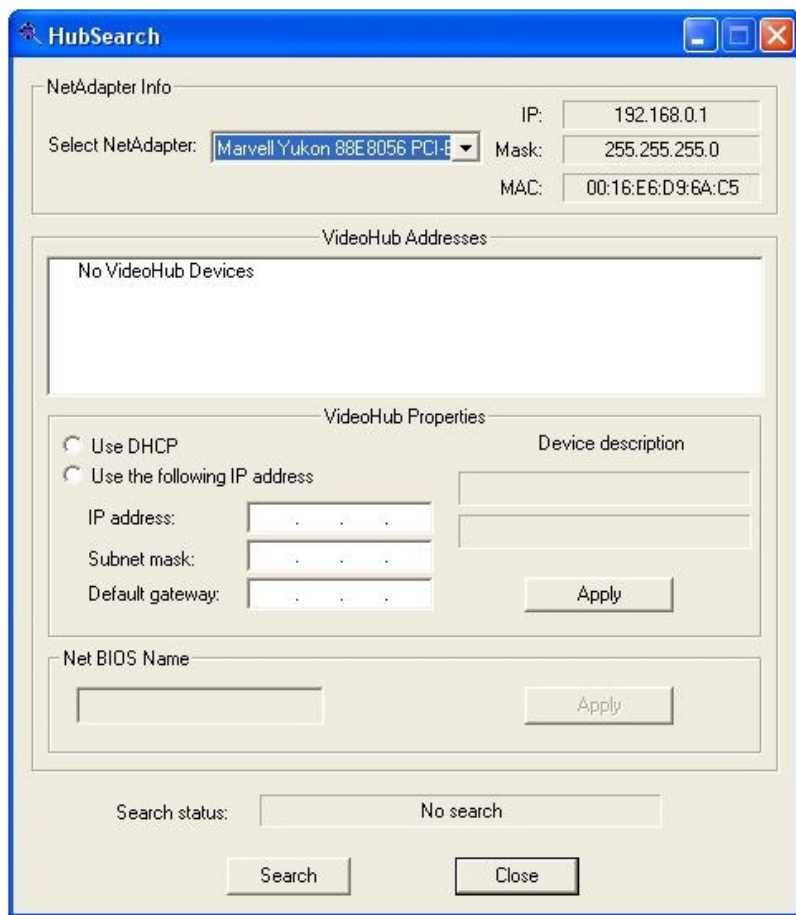 HubSearch
NetAdapter Info
Select NetAdapter:
Marvell Yukon 88E8056 PCI-E
IP:
192.168.0.1
Mask:
255.255.255.0
MAC:
00:16:E6:D9:6A:C5
VideoHub Addresses
No VideoHub Devices
VideoHub Properties
Use DHCP
Use the following IP address
IP address:
. . .
Subnet mask:
. . .
Default gateway:
. . .
Device description
Apply
Net BIOS Name
Apply
Search status:
No search
Search
Close